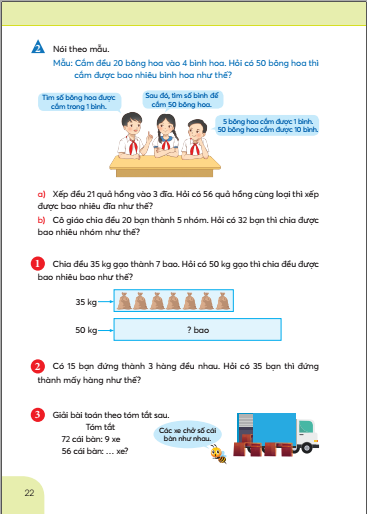 2 Nói theo mẫu.
Mẫu: Cắm đều 20 bông hoa vào 4 bình hoa. Hỏi có 50 bông hoa thì
cắm được bao nhiêu bình hoa như thế?
Tìm số bông hoa được
cắm trong 1 bình.
Sau đó, tìm số bình để
cắm 50 bông hoa.
5 bông hoa cắm được 1 bình.
50 bông hoa cắm được 10 bình.
a) Xếp đều 21 quả hồng vào 3 đĩa. Hỏi có 56 quả hồng cùng loại thì xếp
được bao nhiêu đĩa như thế?
b) Cô giáo chia đều 20 bạn thành 5 nhóm. Hỏi có 32 bạn thì chia được
bao nhiêu nhóm như thế?
1 Chia đều 35 kg gạo thành 7 bao. Hỏi có 50 kg gạo thì chia đều được
bao nhiêu bao như thế?
35 kg
50 kg
? bao
2 Có 15 bạn đứng thành 3 hàng đều nhau. Hỏi có 35 bạn thì đứng
thành mấy hàng như thế?
3 Giải bài toán theo tóm tắt sau.
Tóm tắt
72 cái bàn: 9 xe
56 cái bàn: ... xe?
Các xe chở số cái
bàn như nhau.
22